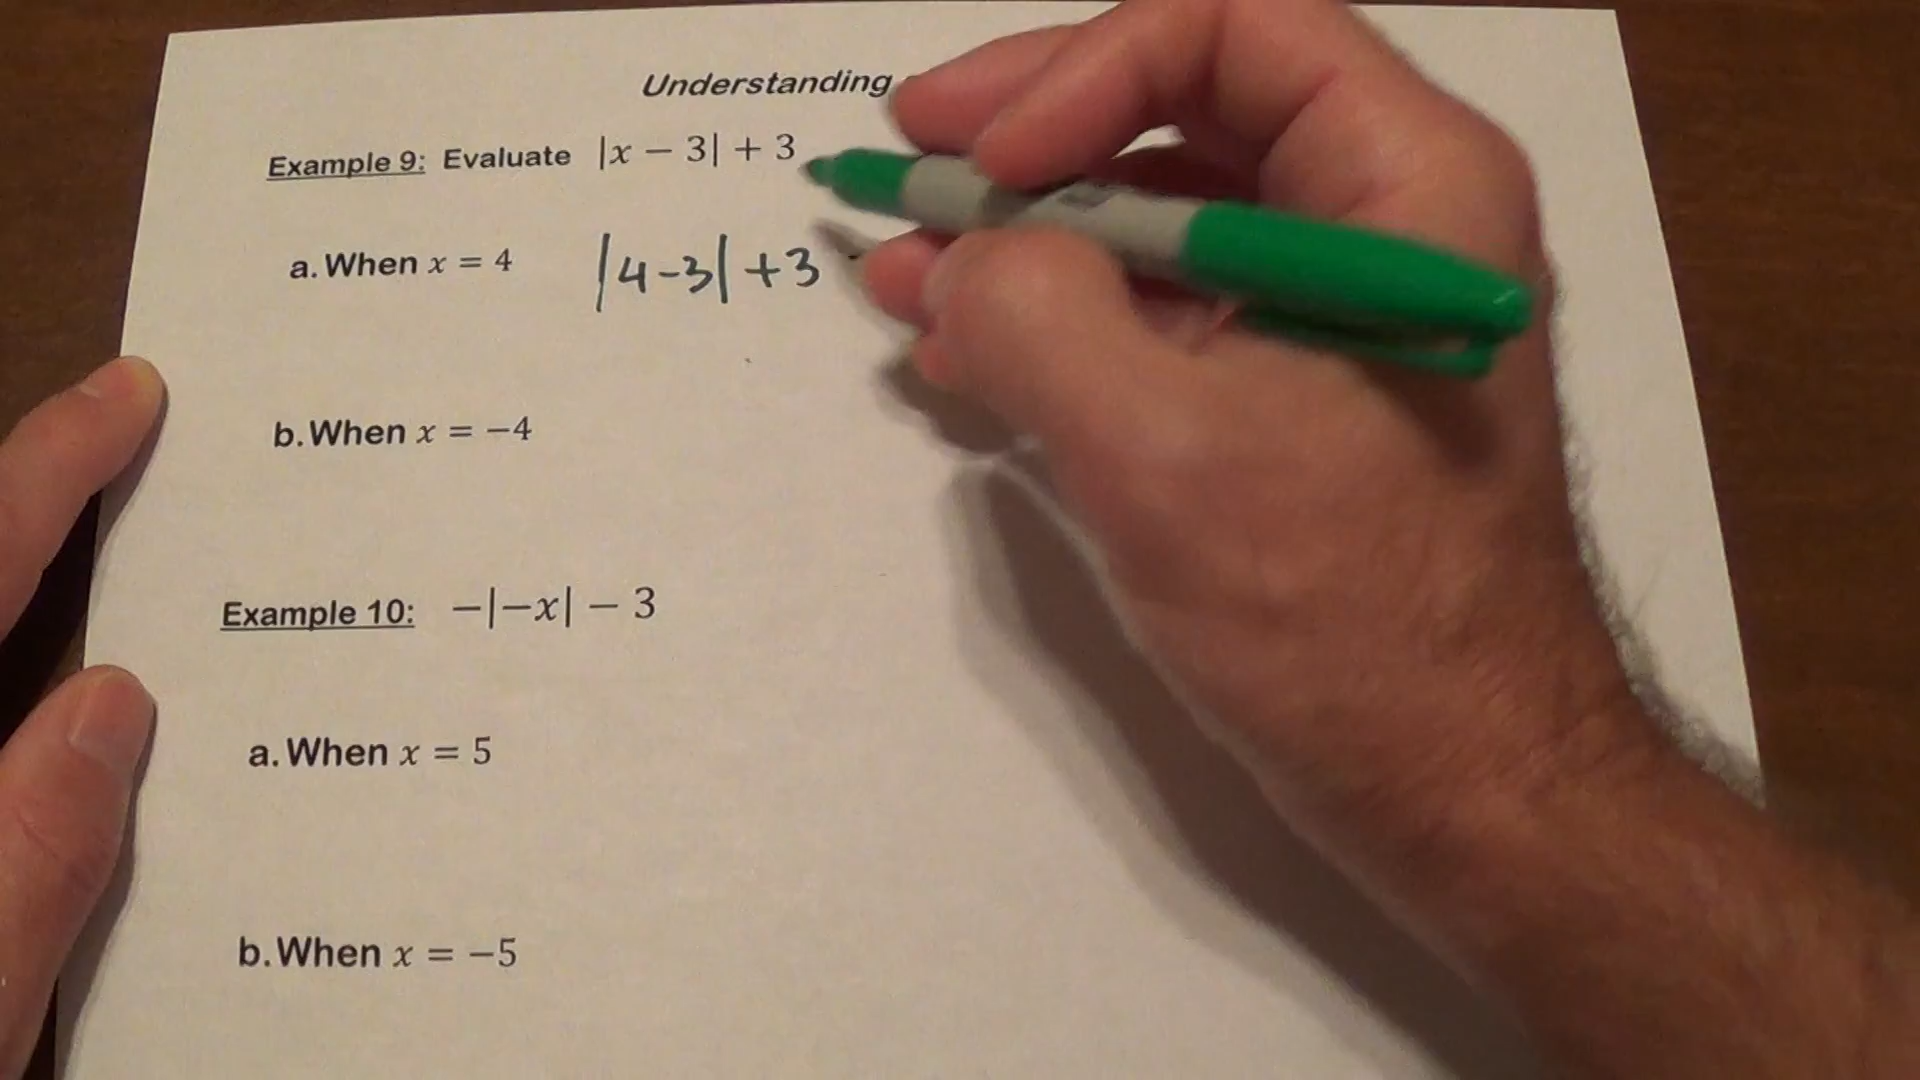 Understanding
Example 9: Evaluate |x − 3| + 3
a. When x = 4 |4-3| +3
b. When x = −4
Example 10: −|−x| − 3
a. When x = 5
b. When x = −5